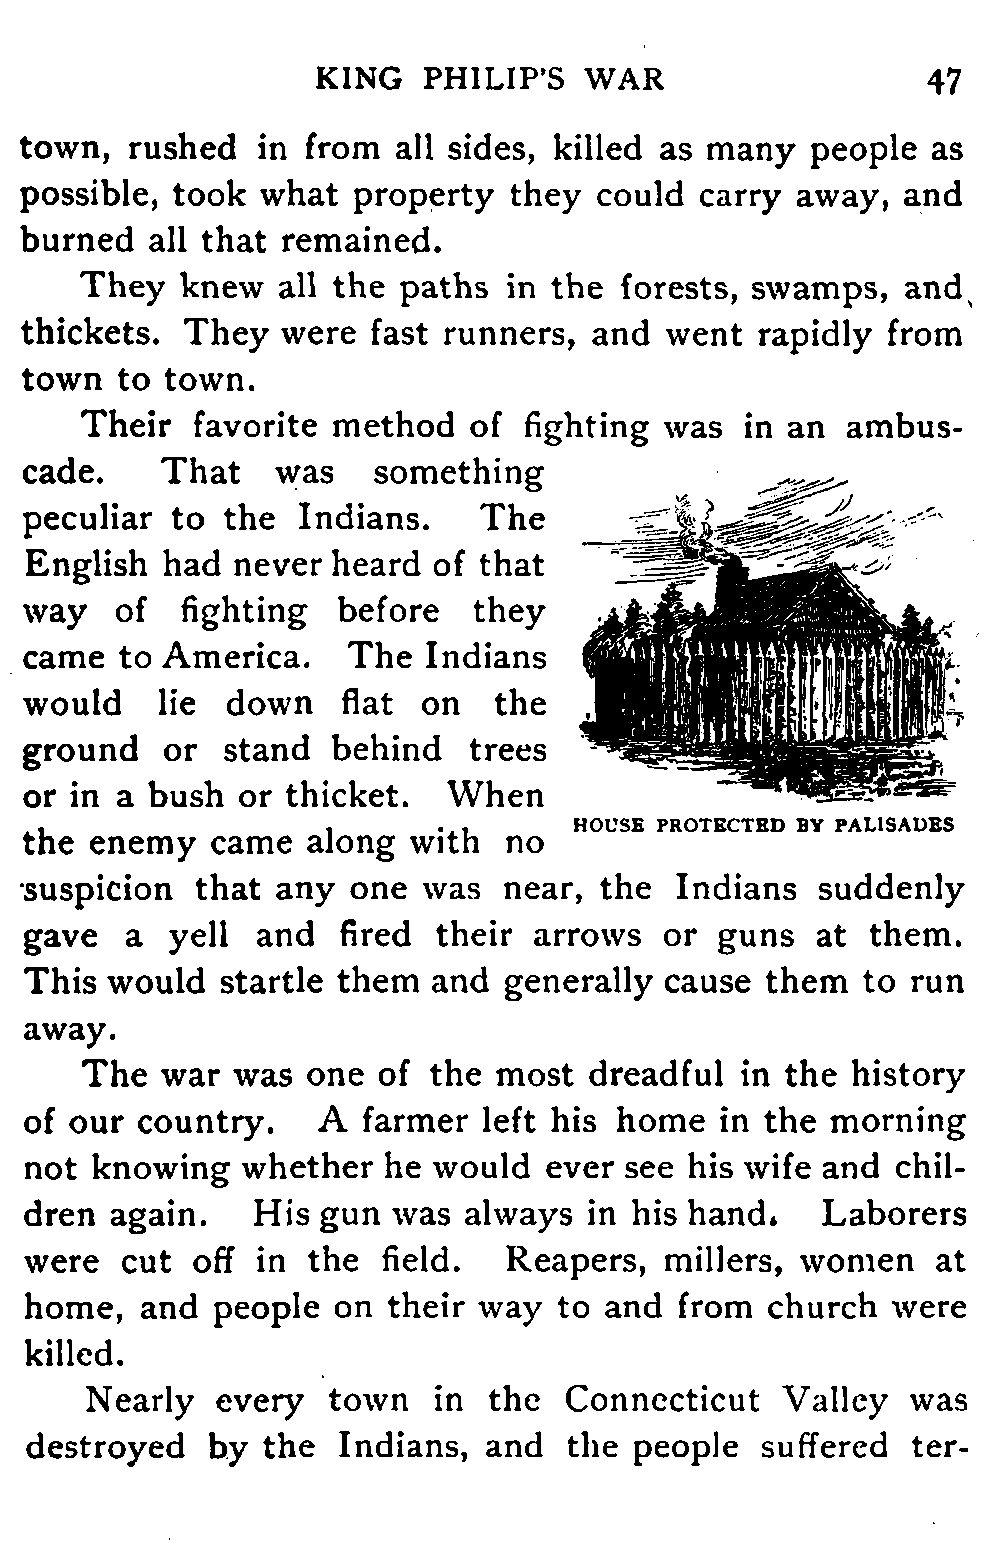 KING PHILIP'S WAR 47
town, rushed in from all sides, killed as many people as
possible, took what property they could carry away, and
burned all that remained.
They knew all the paths in the forests, swamps, and
thickets. They were fast runners, and went rapidly from
town to town.
Their favorite method of fighting was in an ambus-
cade. That was something
peculiar to the Indians. The
English had never heard of that
way of fighting before they
came to America. The Indians
would lie down flat on the
ground or stand behind trees
or in a bush or thicket. When
the enemy came along with no
suspicion that any one was near, the Indians suddenly
gave a yell and fired their arrows or guns at them.
This would startle them and generally cause them to run
away.
HOUSE PROTECTED BY PALISADES
The war was one of the most dreadful in the history
of our country. A farmer left his home in the morning
not knowing whether he would ever see his wife and chil-
dren again. His gun was always in his hand. Laborers
were cut off in the field. Reapers, millers, women at
home, and people on their way to and from church were
killed.
Nearly every town in the Connecticut Valley was
destroyed by the Indians, and the people suffered ter-